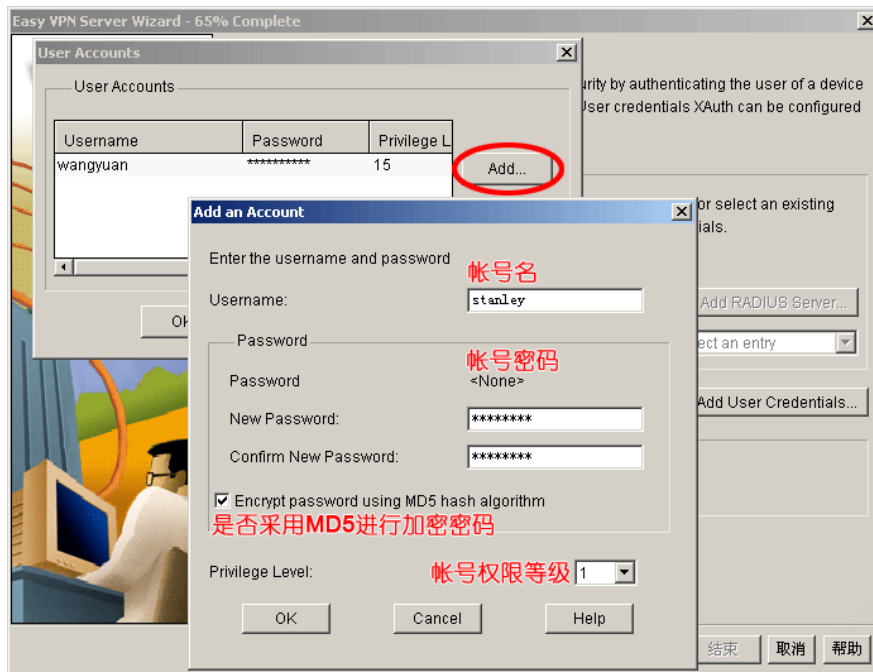 Easy VPN Server Wizard - 65% Complete
User Accounts
User Accounts
Username Password Privilege L
wangyuan ********** 15
Add...
urity by authenticating the user of a device
User credentials XAuth can be configured
or select an existing
ials.
Add RADIUS Server...
ect an entry
Add User Credentials...
Add an Account
Enter the username and password
帐号名
Username: stanley
Password
帐号密码
Password <None>
New Password: ********
Confirm New Password: ********
Encrypt password using MD5 hash algorithm
是否采用MD5进行加密密码
Privilege Level: 帐号权限等级 1
OK Cancel Help
结束 取消 帮助